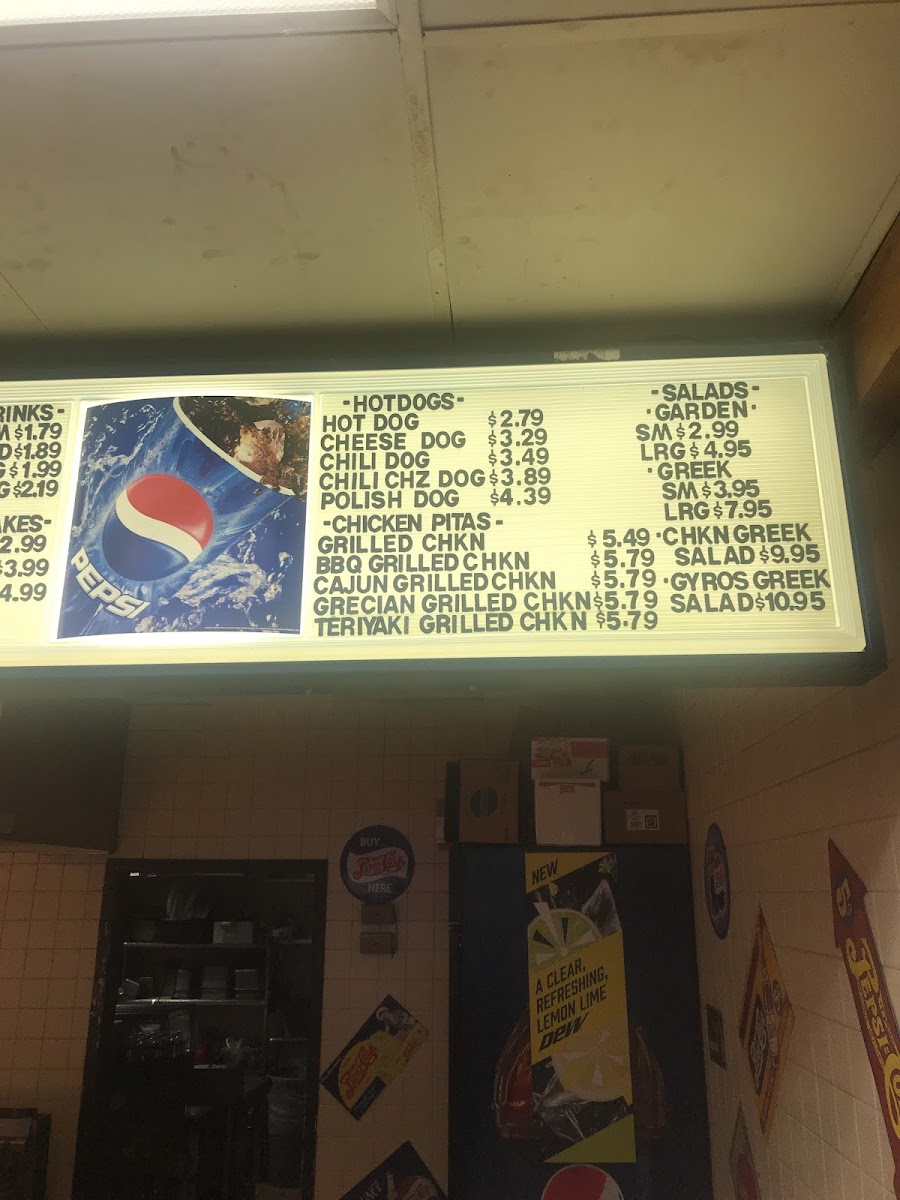 RINKS-
M $1.79
D $1.89
G $1.99
G $2.19
AKES-
2.99
$3.99
4.99
PEPSI
-HOTDOGS-
HOT DOG $2.79
CHEESE DOG $3.29
CHILI DOG $3.49
CHILI CHZ DOG $3.89
POLISH DOG $4.39
-CHICKEN PITAS-
GRILLED CHKN $5.49
BBQ GRILLED CHKN $5.79
CAJUN GRILLED CHKN $5.79
GRECIAN GRILLED CHKN $5.79
TERIYAKI GRILLED CHKN $5.79
-SALADS-
·GARDEN·
SM $2.99
LRG $4.95
·GREEK
SM $3.95
LRG $7.95
·CHKN GREEK
SALAD $9.95
·GYROS GREEK
SALAD $10.95
BUY
Pepsi-Cola
HERE
NEW
A CLEAR,
REFRESHING,
LEMON LIME
DEW
Pepsi-Cola
5¢